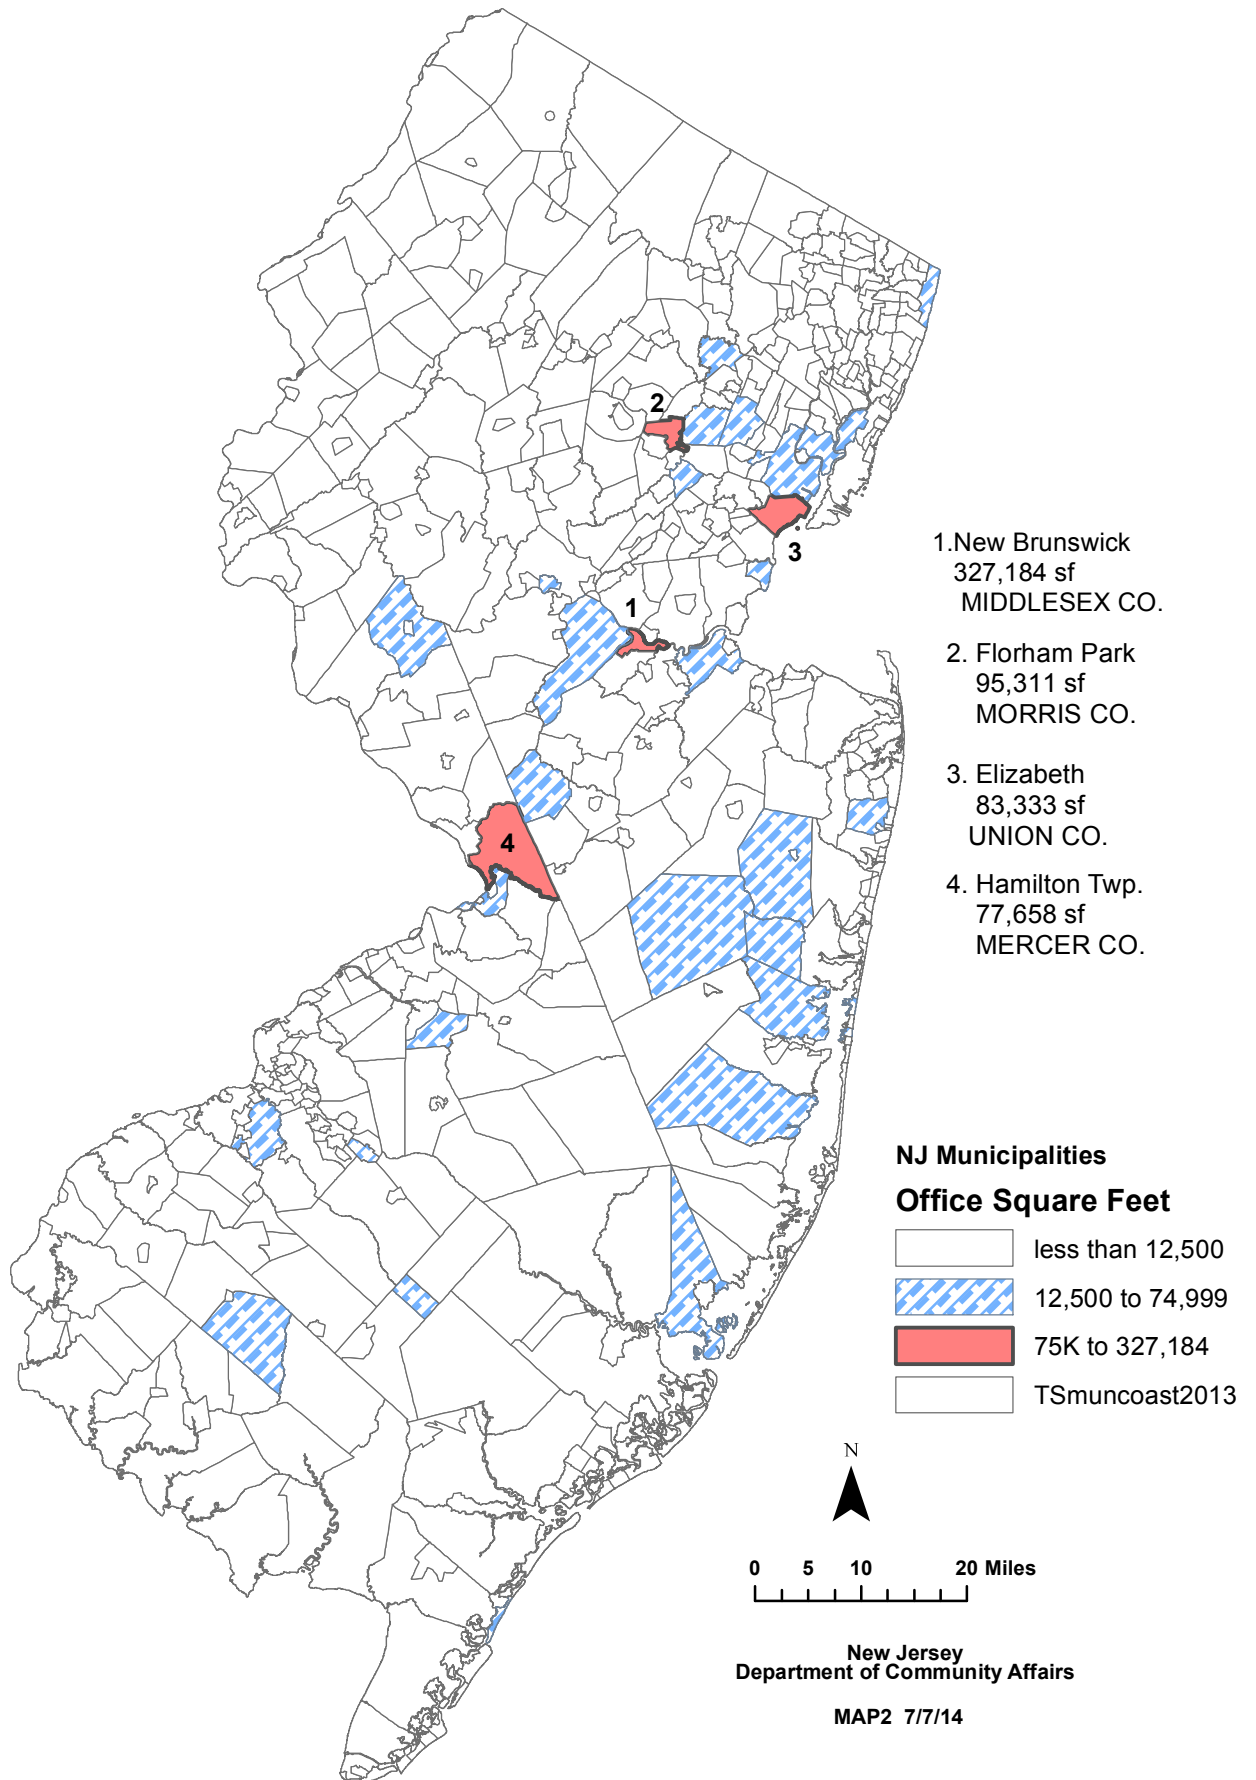 2
3
1
4
1.New Brunswick
327,184 sf
MIDDLESEX CO.
2. Florham Park
95,311 sf
MORRIS CO.
3. Elizabeth
83,333 sf
UNION CO.
4. Hamilton Twp.
77,658 sf
MERCER CO.
NJ Municipalities
Office Square Feet
less than 12,500
12,500 to 74,999
75K to 327,184
TSmuncoast2013
N
0 5 10 20 Miles
New Jersey
Department of Community Affairs
MAP2 7/7/14